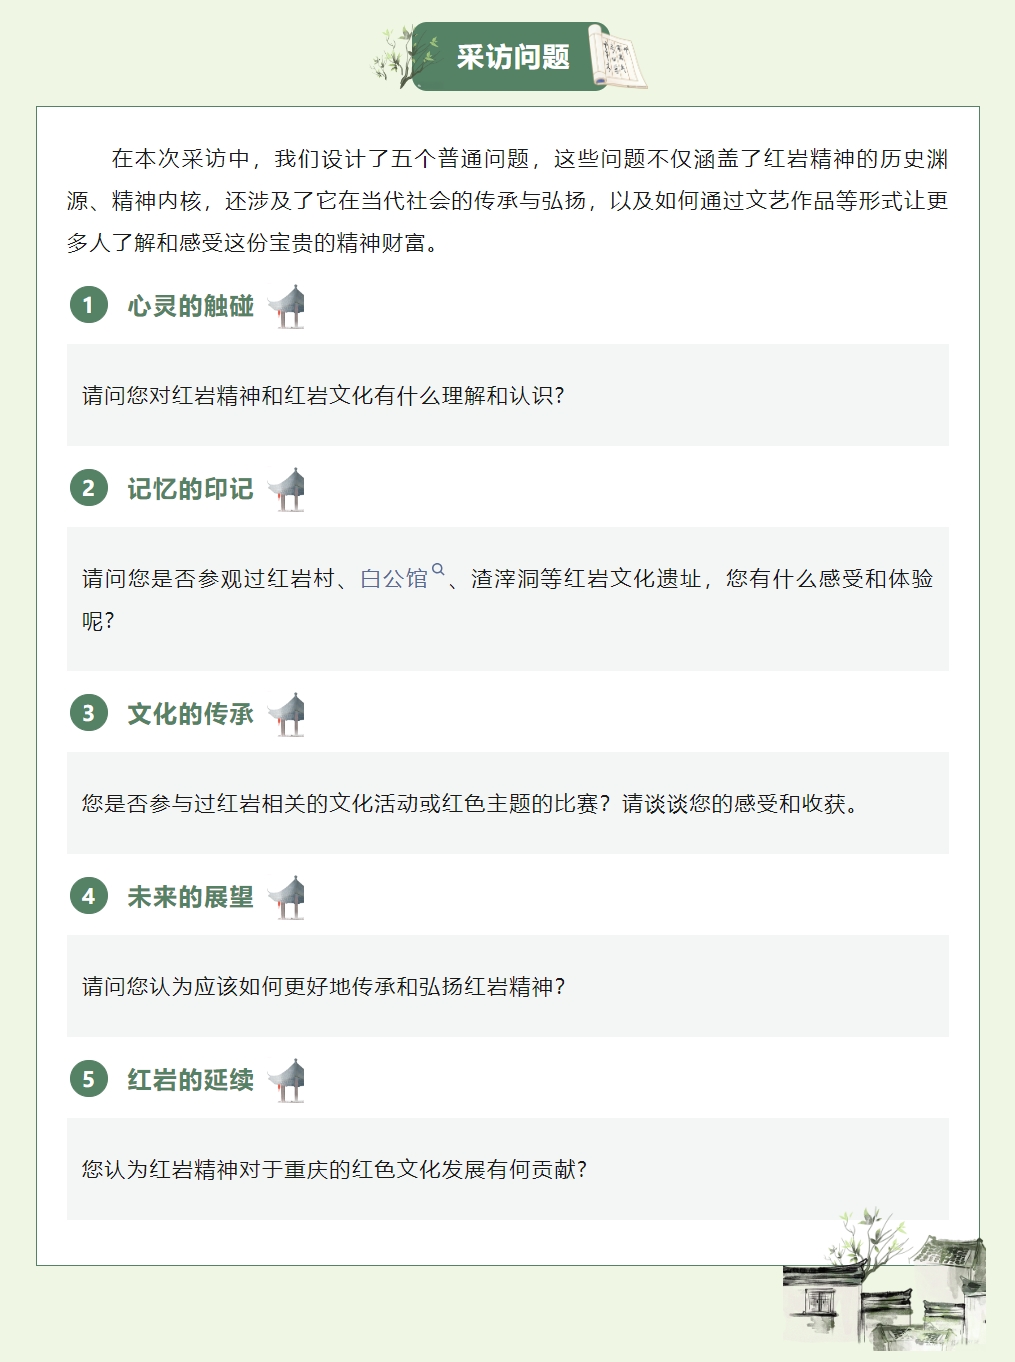 采访问题
在本次采访中，我们设计了五个普通问题，这些问题不仅涵盖了红岩精神的历史渊
源、精神内核，还涉及了它在当代社会的传承与弘扬，以及如何通过文艺作品等形式让更
多人了解和感受这份宝贵的精神财富。
1 心灵的触碰
请问您对红岩精神和红岩文化有什么理解和认识？
2 记忆的印记
请问您是否参观过红岩村、白公馆、渣滓洞等红岩文化遗址，您有什么感受和体验
呢？
3 文化的传承
您是否参与过红岩相关的文化活动或红色主题的比赛？请谈谈您的感受和收获。
4 未来的展望
请问您认为应该如何更好地传承和弘扬红岩精神？
5 红岩的延续
您认为红岩精神对于重庆的红色文化发展有何贡献？